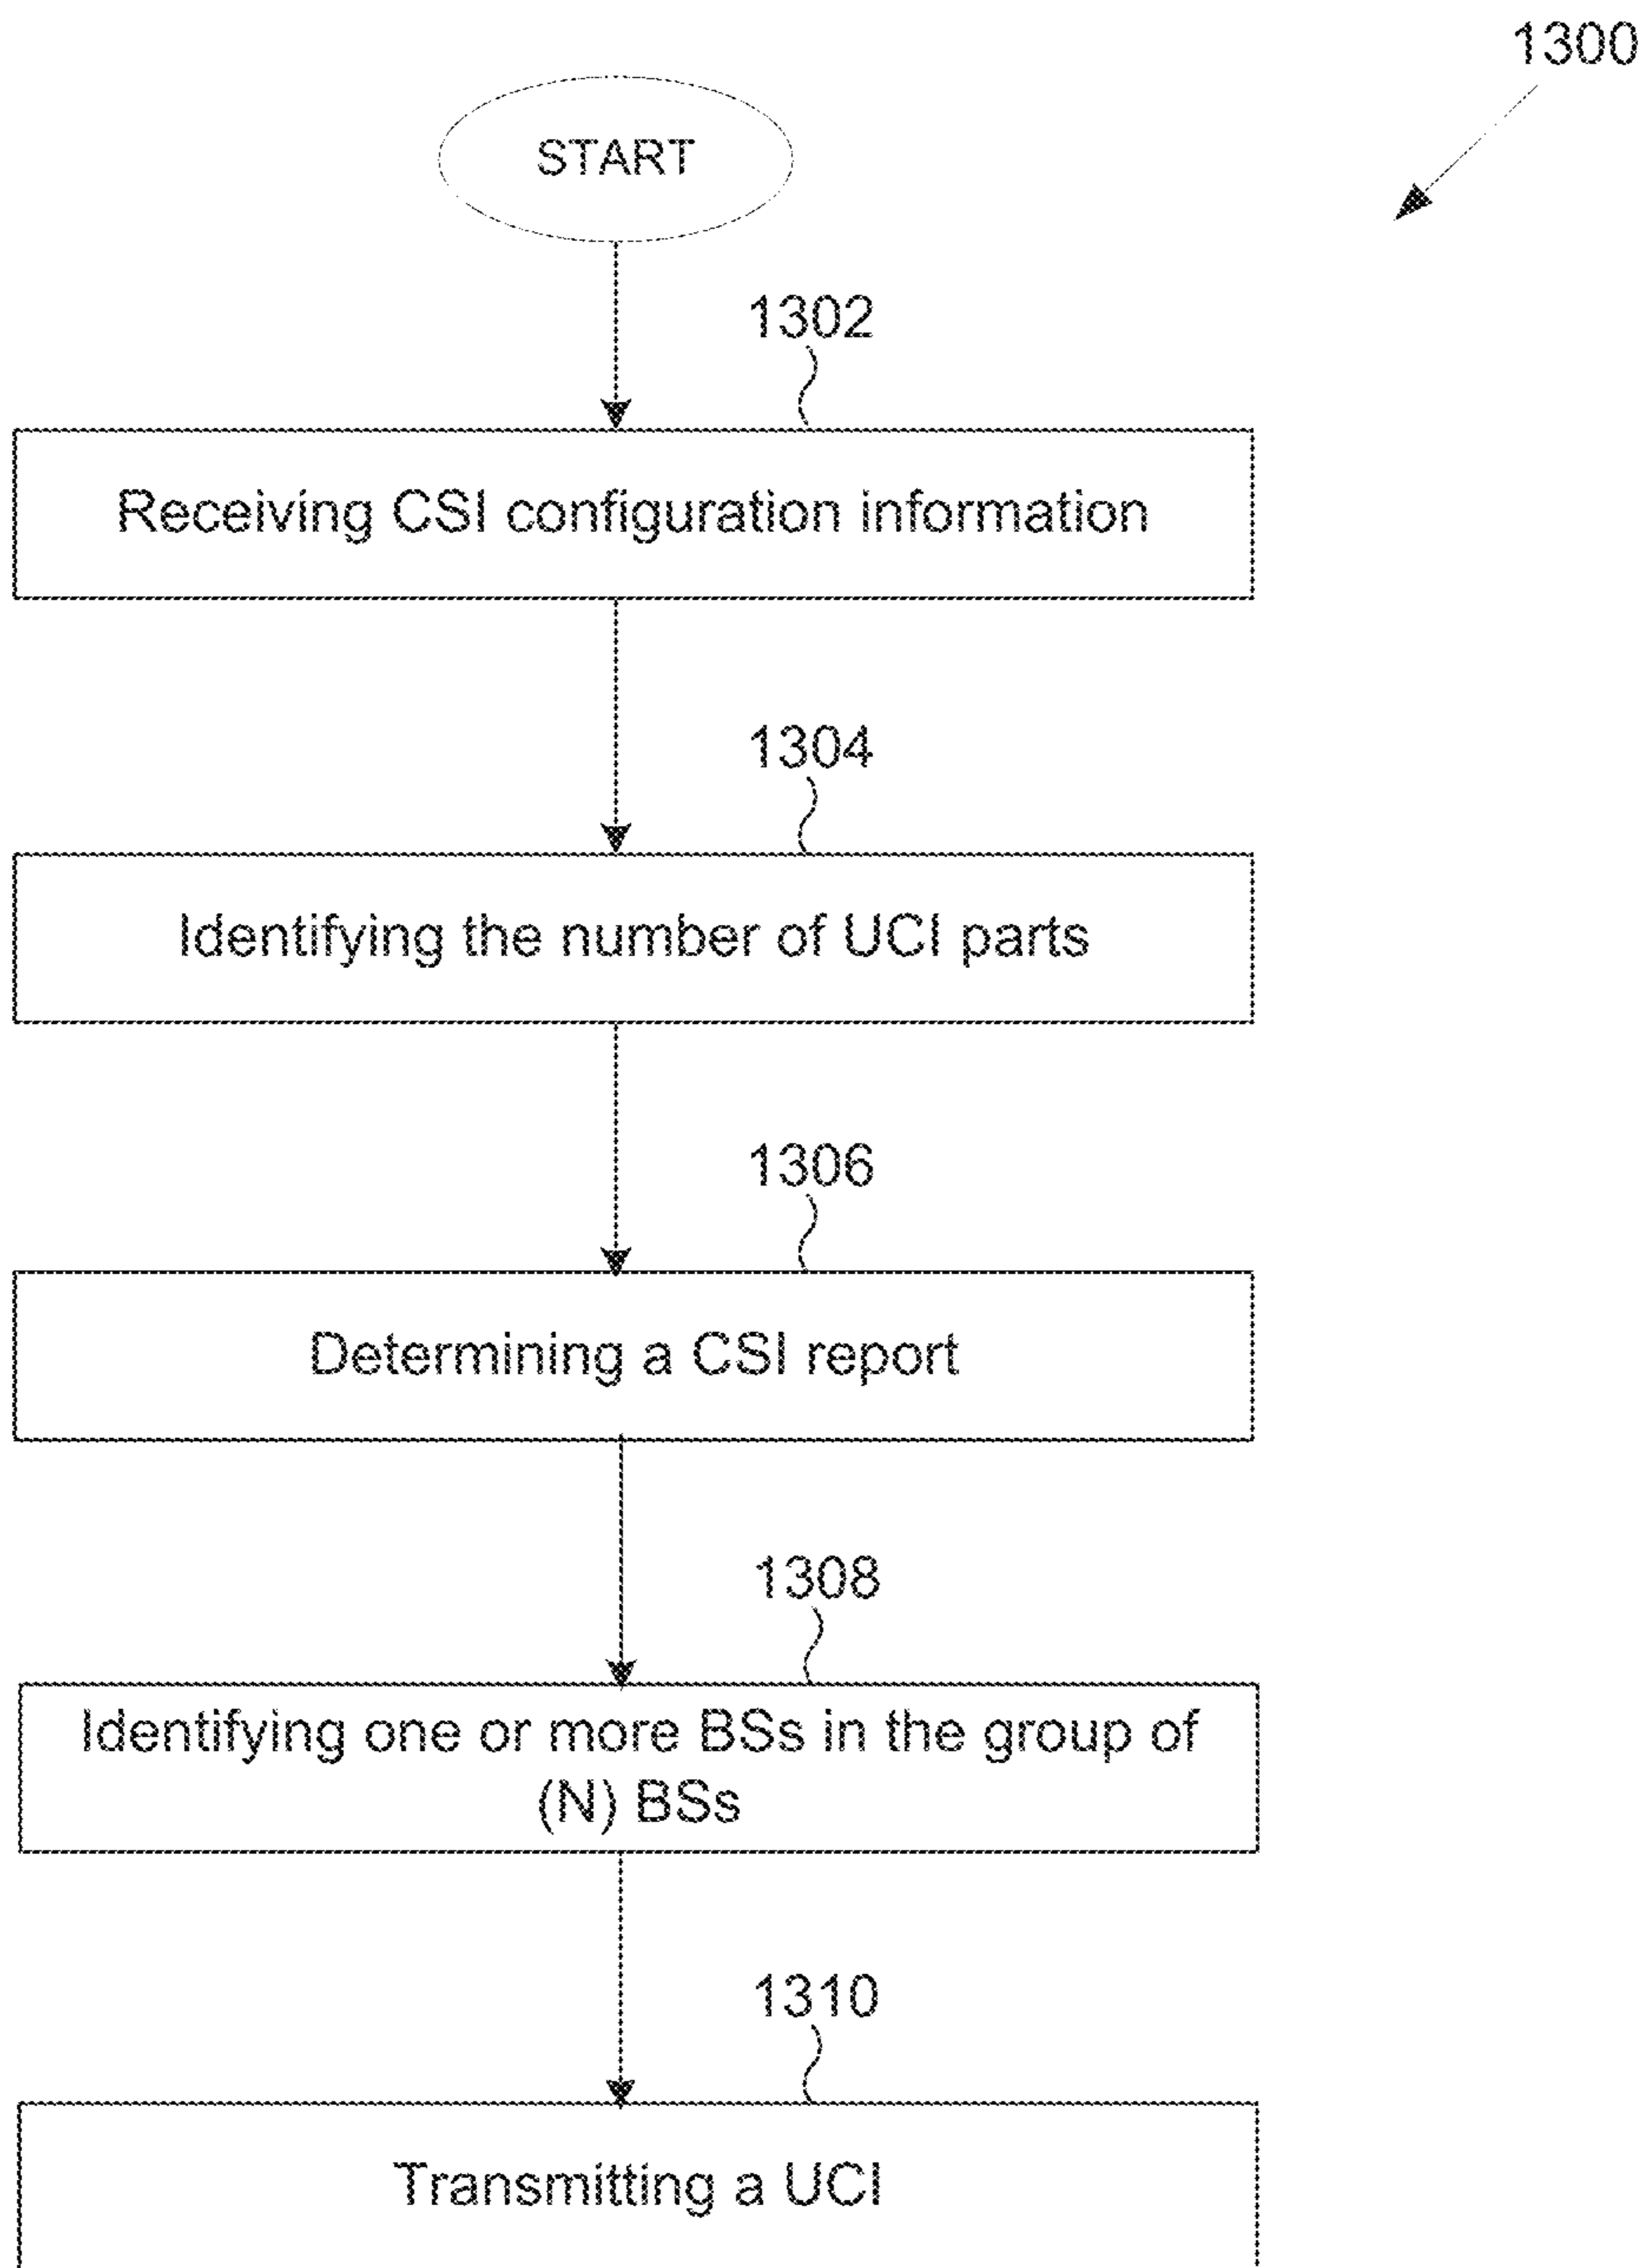 1300
START
1302
Receiving CSI configuration information
1304
Identifying the number of UCI parts
1306
Determining a CSI report
1308
Identifying one or more BSs in the group of
(N) BSs
1310
Transmitting a UCI